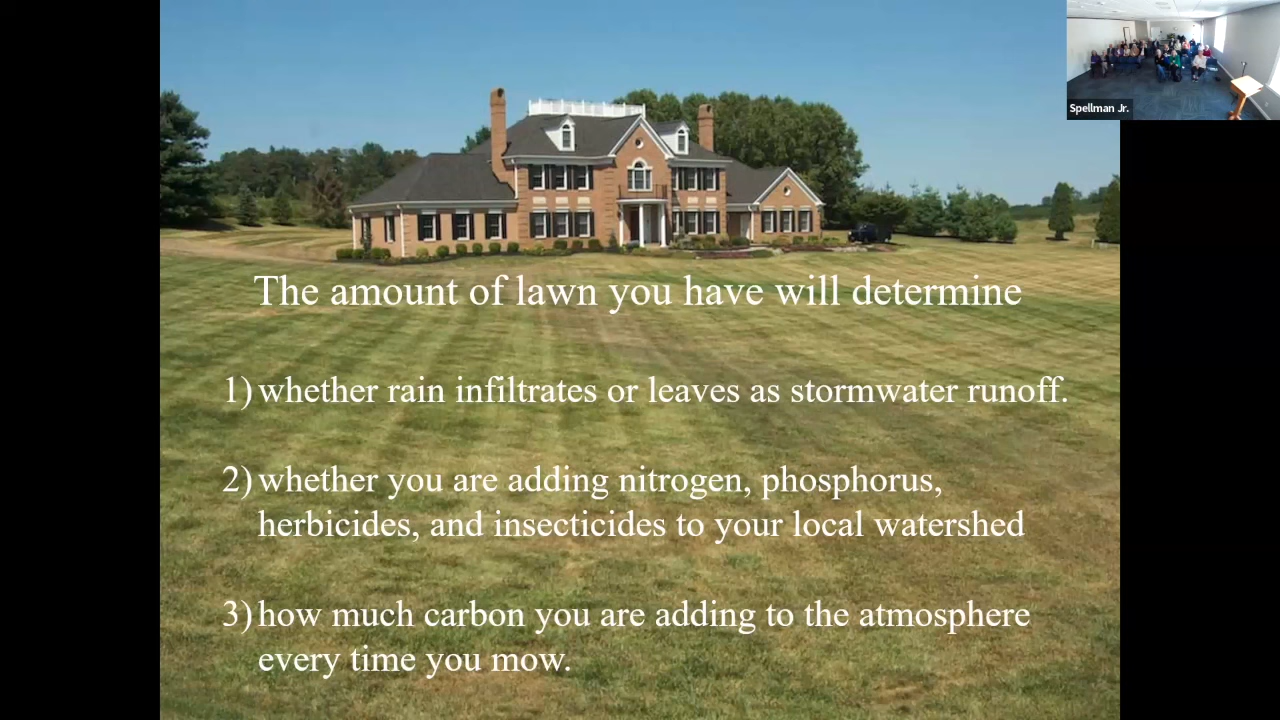 Spellman Jr.
The amount of lawn you have will determine
1) whether rain infiltrates or leaves as stormwater runoff.
2) whether you are adding nitrogen, phosphorus,
herbicides, and insecticides to your local watershed
3) how much carbon you are adding to the atmosphere
every time you mow.